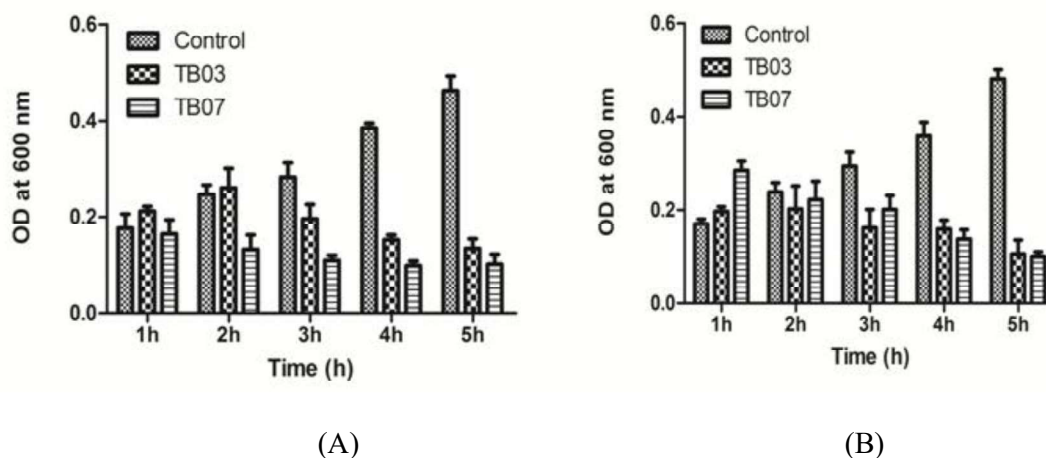 0.6
Control
TB03
TB07
0.4
0.2
0.0
OD at 600 nm
1h 2h 3h 4h 5h
Time (h)
(A)
0.6
Control
TB03
TB07
0.4
0.2
0.0
OD at 600 nm
1h 2h 3h 4h 5h
Time (h)
(B)